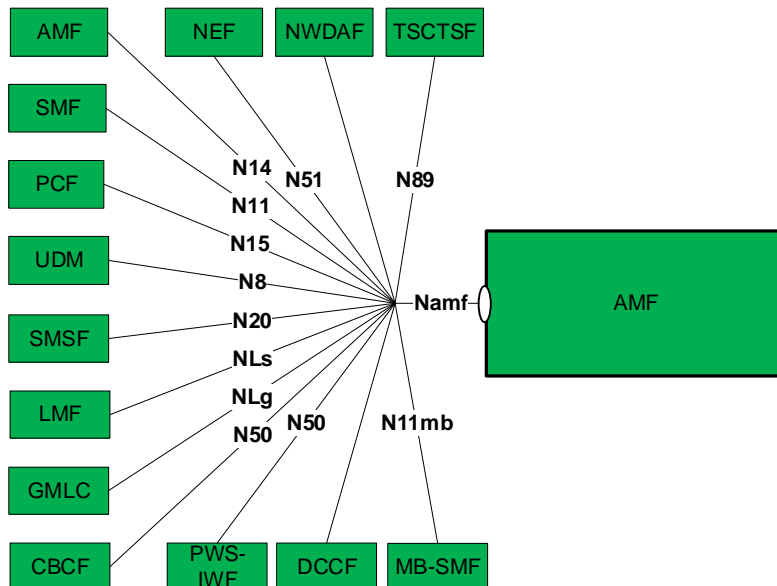 AMF
NEF
NWDAF
TSCTSF
SMF
PCF
UDM
SMSF
LMF
GMLC
CBCF
PWS-
IWF
DCCF
MB-SMF
N14
N51
N89
N11
N15
N8
N20
NLs
NLg
N50
N50
N11mb
Namf
AMF